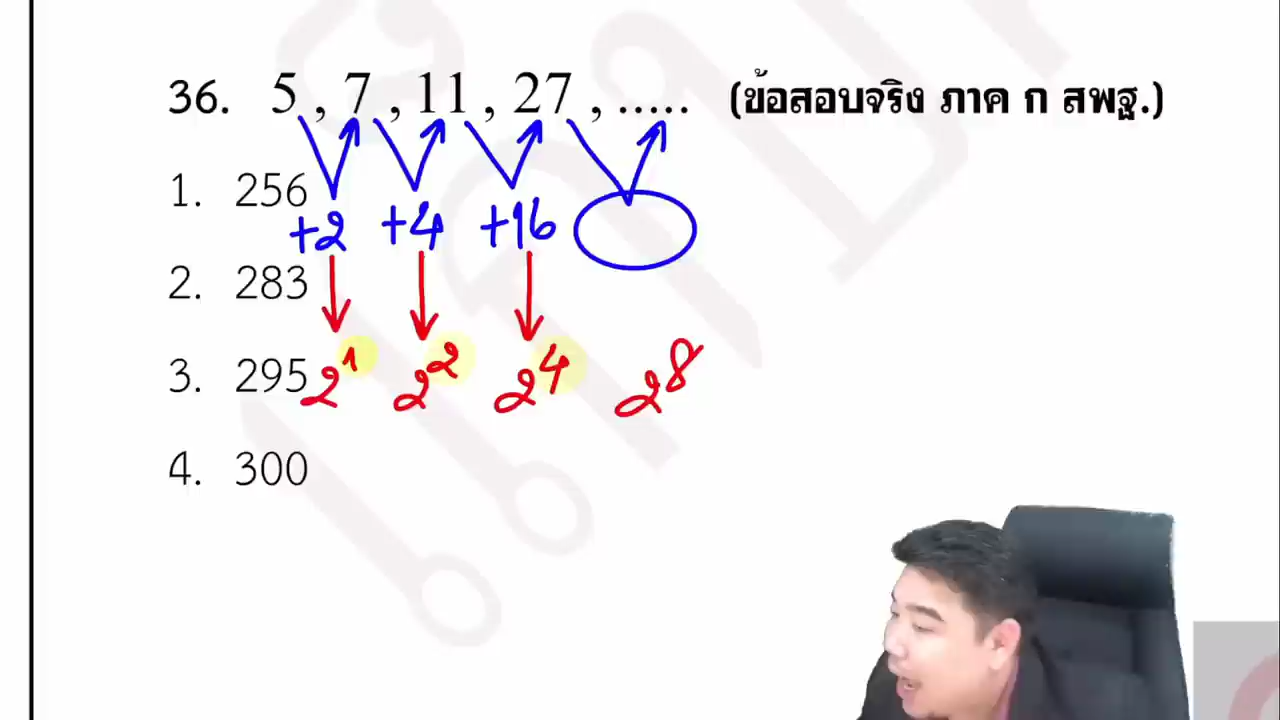 36. 5 , 7 , 11 , 27 , ..... (ข้อสอบจริง ภาค ก สพฐ.)
1. 256
+2 +4 +16
2. 283
3. 295
2¹ 2² 2⁴ 2⁸
4. 300